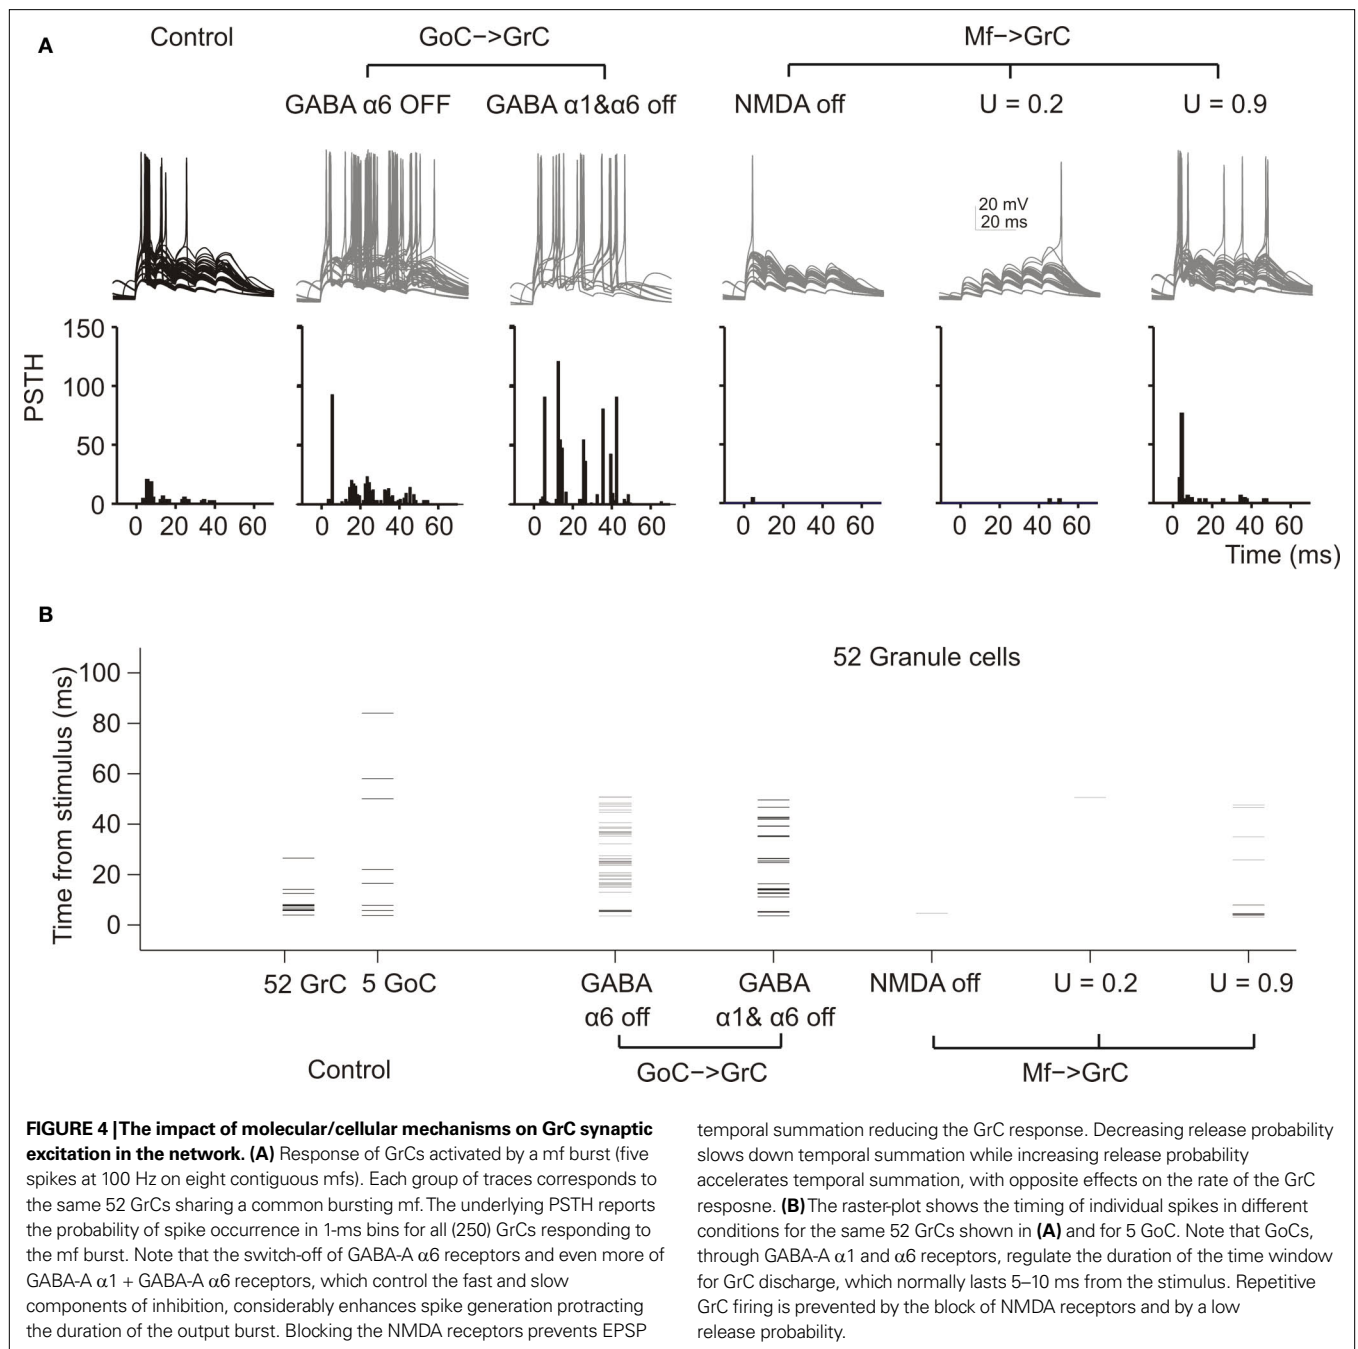 A
Control
GoC–>GrC
Mf–>GrC
GABA α6 OFF
GABA α1&α6 off
NMDA off
U = 0.2
U = 0.9
20 mV
20 ms
PSTH
150
100
50
0
0 20 40 60
0 20 40 60
0 20 40 60
0 20 40 60
0 20 40 60
0 20 40 60
Time (ms)
B
52 Granule cells
Time from stimulus (ms)
100
80
60
40
20
0
52 GrC
5 GoC
GABA
α6 off
GABA
α1& α6 off
NMDA off
U = 0.2
U = 0.9
Control
GoC–>GrC
Mf–>GrC
FIGURE 4 | The impact of molecular/cellular mechanisms on GrC synaptic
excitation in the network. (A) Response of GrCs activated by a mf burst (five
spikes at 100 Hz on eight contiguous mfs). Each group of traces corresponds to
the same 52 GrCs sharing a common bursting mf. The underlying PSTH reports
the probability of spike occurrence in 1-ms bins for all (250) GrCs responding to
the mf burst. Note that the switch-off of GABA-A α6 receptors and even more of
GABA-A α1 + GABA-A α6 receptors, which control the fast and slow
components of inhibition, considerably enhances spike generation protracting
the duration of the output burst. Blocking the NMDA receptors prevents EPSP
temporal summation reducing the GrC response. Decreasing release probability
slows down temporal summation while increasing release probability
accelerates temporal summation, with opposite effects on the rate of the GrC
resposne. (B) The raster-plot shows the timing of individual spikes in different
conditions for the same 52 GrCs shown in (A) and for 5 GoC. Note that GoCs,
through GABA-A α1 and α6 receptors, regulate the duration of the time window
for GrC discharge, which normally lasts 5–10 ms from the stimulus. Repetitive
GrC firing is prevented by the block of NMDA receptors and by a low
release probability.